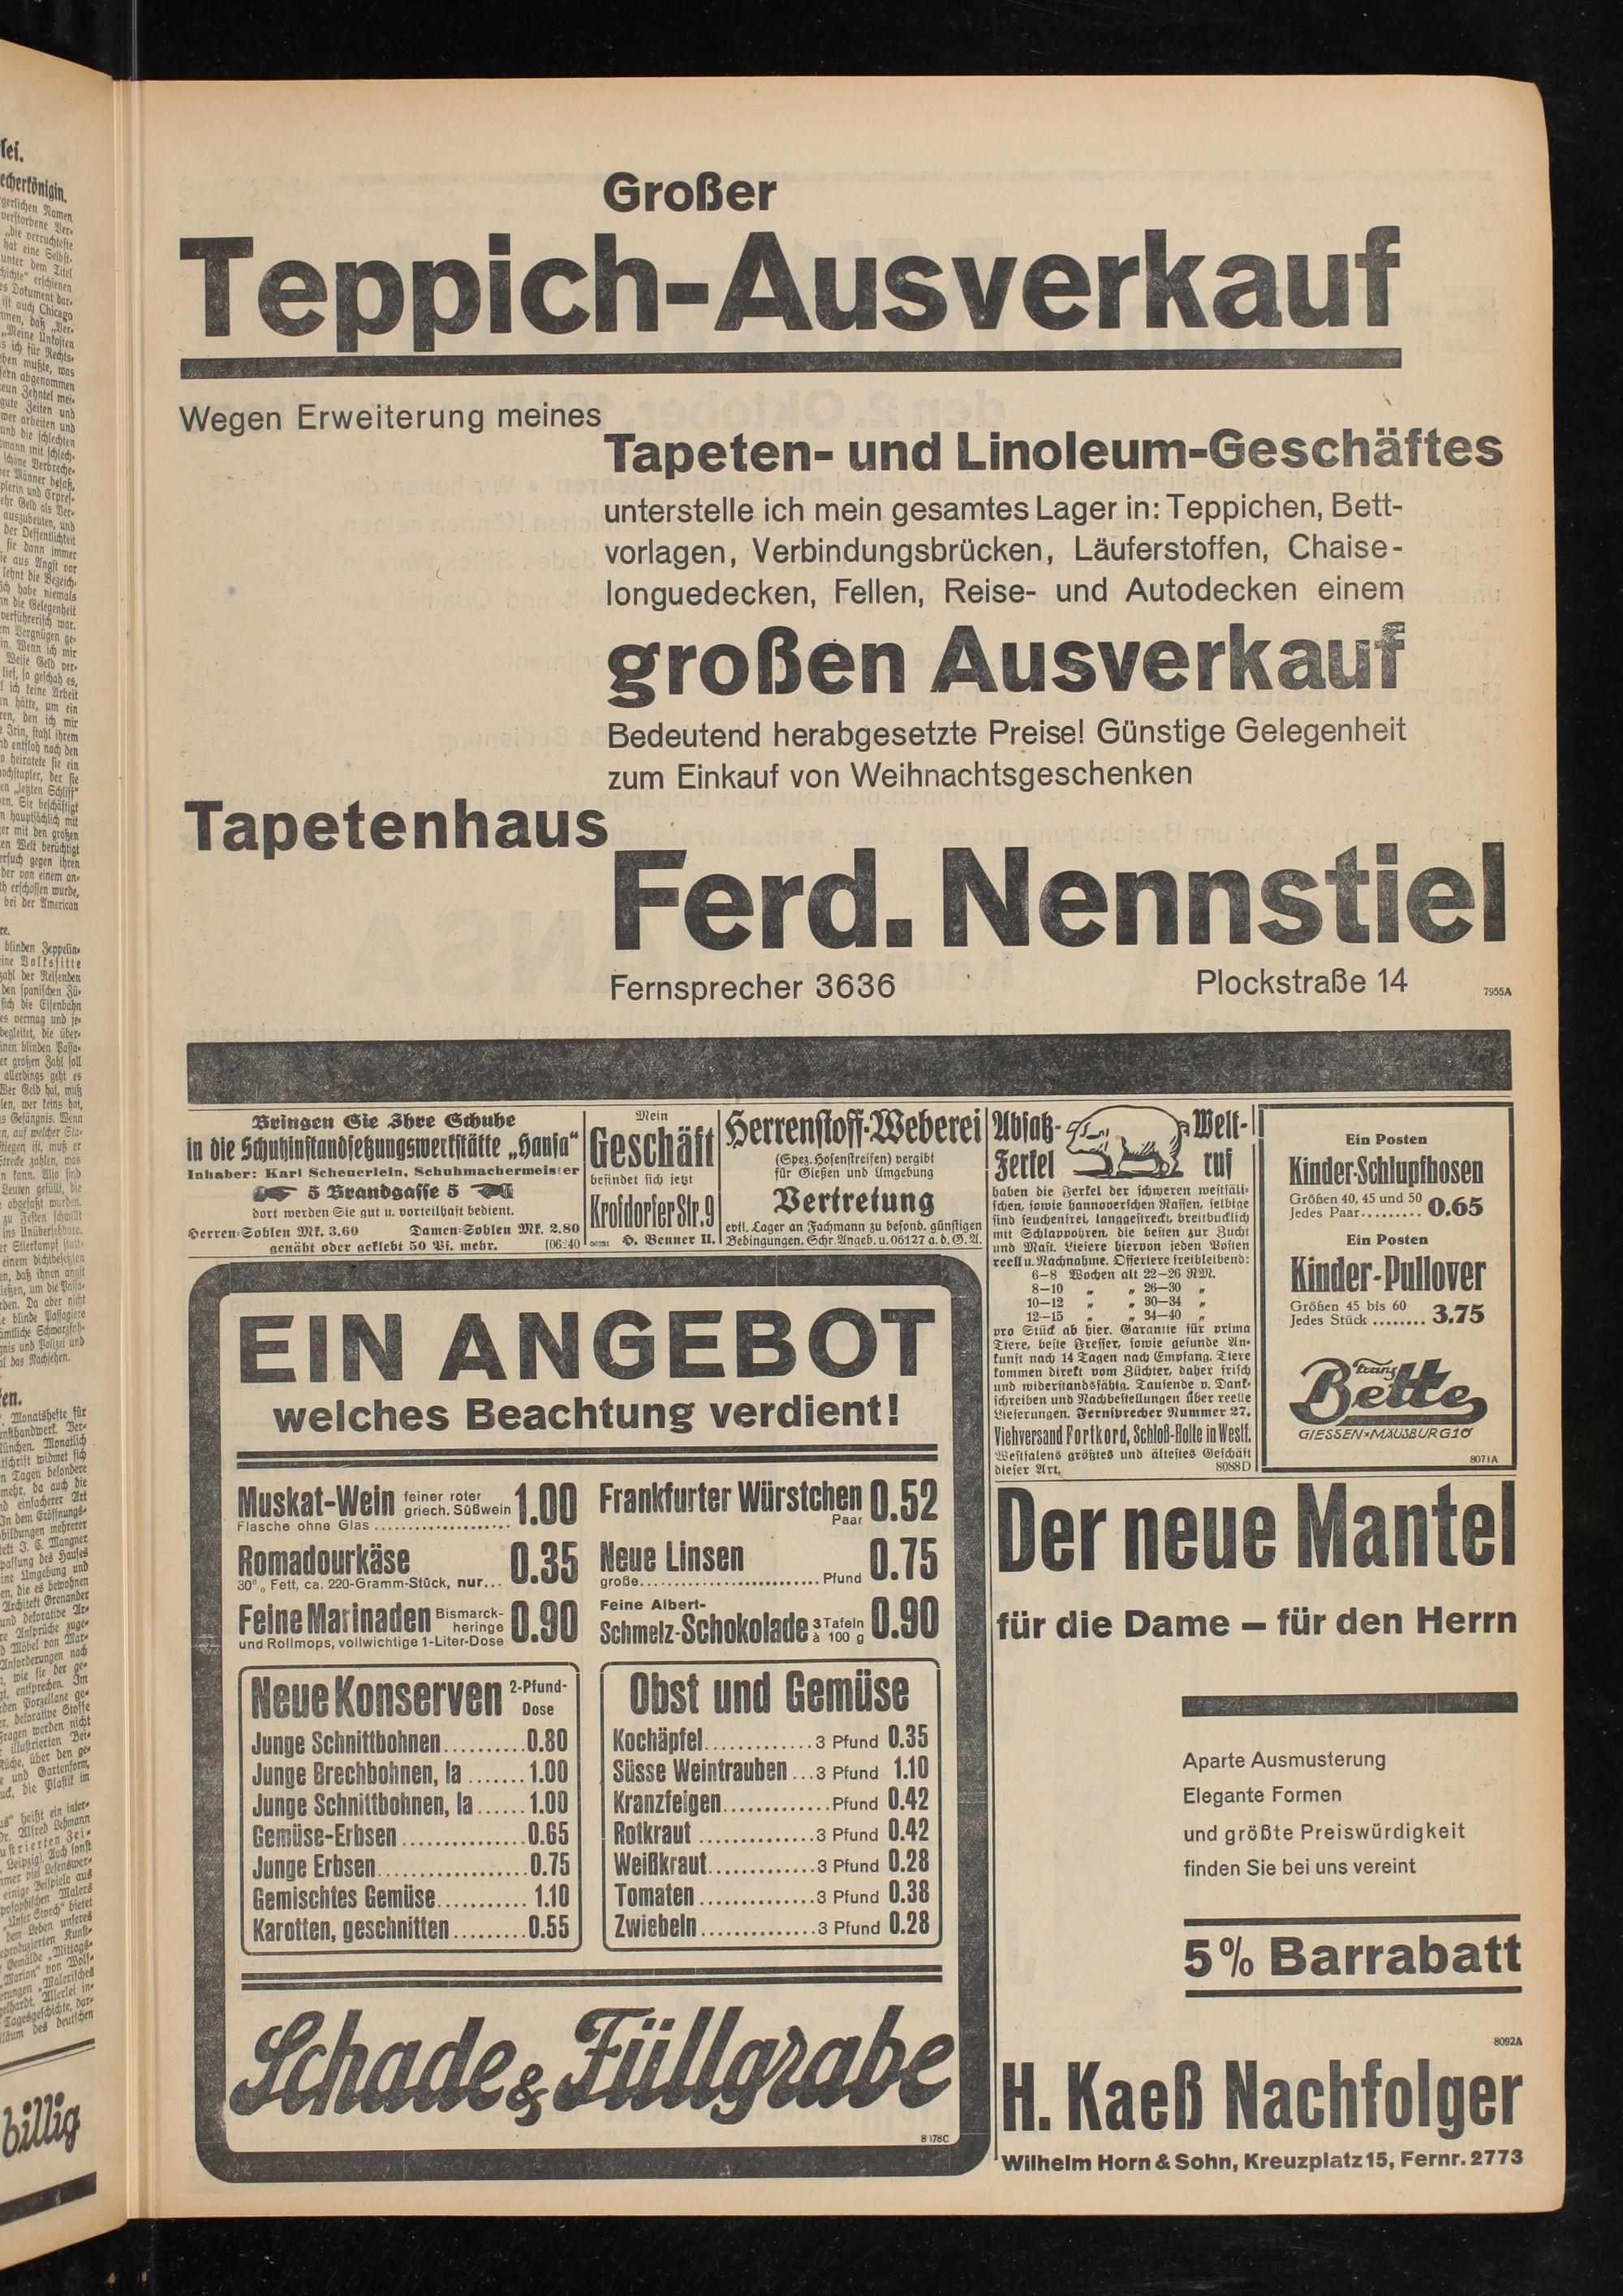 Großer
Teppich-Ausverkauf
Wegen Erweiterung meines
Tapeten- und Linoleum-Geschäftes
unterstelle ich mein gesamtes Lager in: Teppichen, Bett-
vorlagen, Verbindungsbrücken, Läuferstoffen, Chaise-
longuedecken, Fellen, Reise- und Autodecken einem
großen Ausverkauf
Bedeutend herabgesetzte Preise! Günstige Gelegenheit
zum Einkauf von Weihnachtsgeschenken
Tapetenhaus
Ferd. Nennstiel
Fernsprecher 3636 Plockstraße 14
7955A
Bringen Sie Ihre Schuhe
in die Schuhinstandsetzungswerkstätte „Hansa“
Inhaber: Karl Scheuerlein, Schuhmachermeister
5 Brandgasse 5
dort werden Sie gut u. vorteilhaft bedient.
Herren-Sohlen Mk. 3.60 Damen-Sohlen Mk. 2.80
genäht oder geklebt 50 Pf. mehr.
Mein
Geschäft
befindet sich jetzt
Krofdorfer Str. 9
H. Benner II.
Herrenstoff-Weberei
(Spez. Hosenstreifen) vergibt
für Gießen und Umgebung
Vertretung
evtl. Lager an Fachmann zu besond. günstigen
Bedingungen. Schr. Angeb. u. 06127 a. d. G. A.
Absatz- Welt-
Ferkel ruf
haben die Ferkel der schweren westfäli-
schen, sowie hannoverschen Rassen, selbige
sind seuchenfrei, langgestreckt, breitbucklich
mit Schlappohren, die besten zur Zucht
und Mast. Liefere hiervon jeden Posten
reell u. Nachnahme. Offeriere freibleibend:
6—8 Wochen alt 22—26 RM.
8—10 „ „ 26—30 „
10—12 „ „ 30—34 „
12—15 „ „ 34—40 „
pro Stück ab hier. Garantie für prima
Tiere, beste Fresser, sowie gesunde An-
kunft nach 14 Tagen nach Empfang. Tiere
kommen direkt vom Züchter, daher frisch
und widerstandsfähig. Tausende v. Dank-
schreiben und Nachbestellungen über reelle
Lieferungen. Fernsprecher Nummer 27.
Viehversand Fortkord, Schloß-Holte in Westf.
Westfalens größtes und ältestes Geschäft
dieser Art. 8088D
Ein Posten
Kinder-Schlupfhosen
Größen 40, 45 und 50
Jedes Paar......... 0.65
Ein Posten
Kinder-Pullover
Größen 45 bis 60
Jedes Stück ........ 3.75
Franz
Bette
GIESSEN * MÄUSBURG 10
8071A
EIN ANGEBOT
welches Beachtung verdient!
Muskat-Wein feiner roter griech. Süßwein 1.00
Flasche ohne Glas
Romadourkäse 0.35
30% Fett, ca. 220-Gramm-Stück, nur...
Feine Marinaden Bismarck-heringe 0.90
und Rollmops, vollwichtige 1-Liter-Dose
Frankfurter Würstchen 0.52
Paar
Neue Linsen 0.75
große............................ Pfund
Feine Albert-
Schmelz-Schokolade 3 Tafeln à 100 g 0.90
Neue Konserven 2-Pfund-Dose
Junge Schnittbohnen..........0.80
Junge Brechbohnen, Ia .......1.00
Junge Schnittbohnen, Ia......1.00
Gemüse-Erbsen...............0.65
Junge Erbsen..................0.75
Gemischtes Gemüse........... 1.10
Karotten, geschnitten.........0.55
Obst und Gemüse
Kochäpfel.............3 Pfund 0.35
Süsse Weintrauben...3 Pfund 1.10
Kranzfeigen.............Pfund 0.42
Rotkraut ..............3 Pfund 0.42
Weißkraut.............3 Pfund 0.28
Tomaten ..............3 Pfund 0.38
Zwiebeln..............3 Pfund 0.28
Schade & Füllgrabe
Der neue Mantel
für die Dame — für den Herrn
Aparte Ausmusterung
Elegante Formen
und größte Preiswürdigkeit
finden Sie bei uns vereint
5% Barrabatt
8092A
H. Kaeß Nachfolger
Wilhelm Horn & Sohn, Kreuzplatz 15, Fernr. 2773
billig